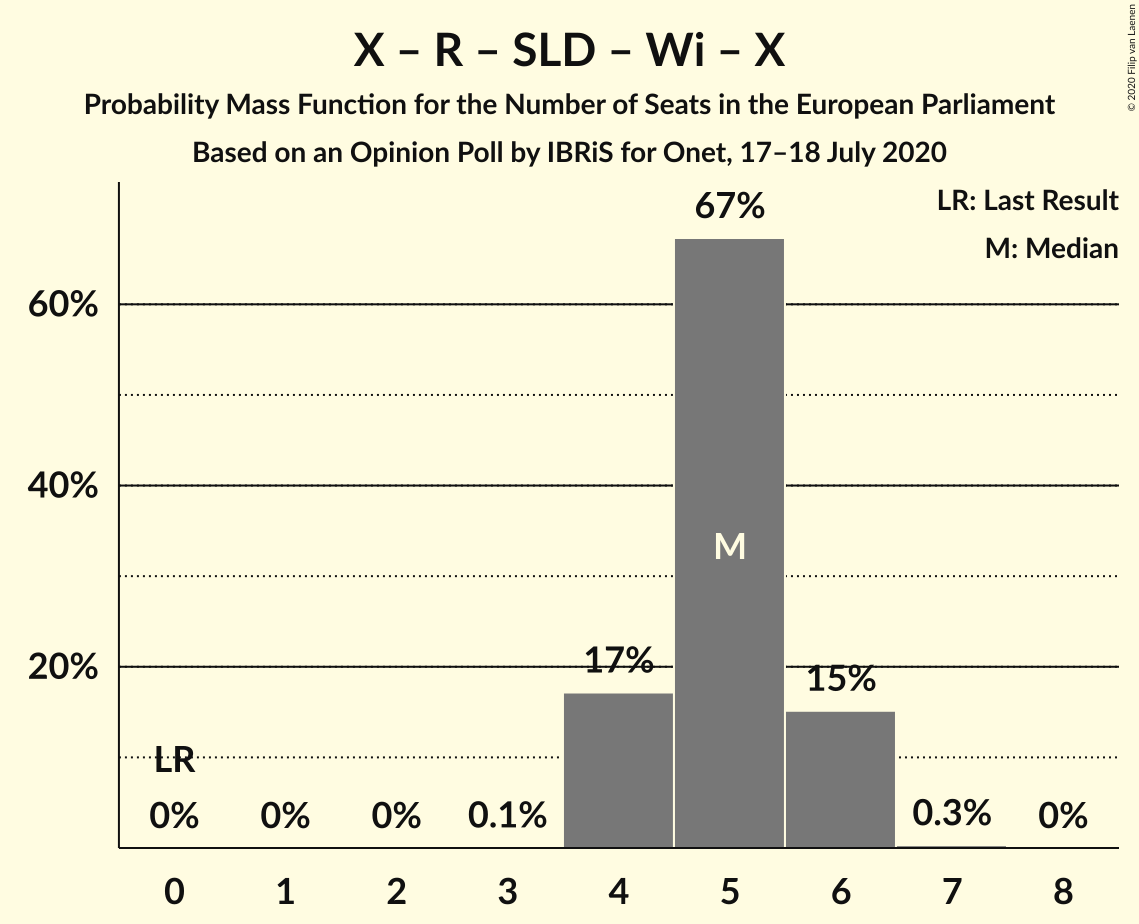 X – R – SLD – Wi – X
Probability Mass Function for the Number of Seats in the European Parliament
Based on an Opinion Poll by IBRiS for Onet, 17–18 July 2020
© 2020 Filip van Laenen
LR: Last Result
M: Median
67%
60%
40%
M
20%
17%
15%
LR
0%
0%
0%
0.1%
0.3%
0%
0 1 2 3 4 5 6 7 8